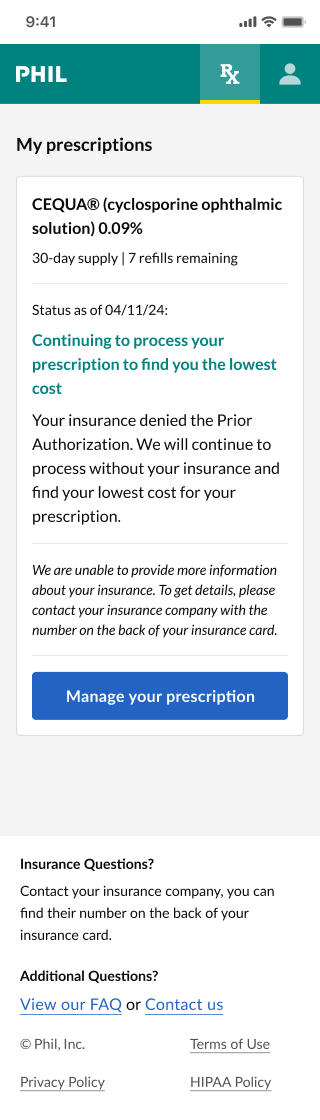 9:41
PHIL
Rx
My prescriptions
CEQUA® (cyclosporine ophthalmic
solution) 0.09%
30-day supply | 7 refills remaining
Status as of 04/11/24:
Continuing to process your
prescription to find you the lowest
cost
Your insurance denied the Prior
Authorization. We will continue to
process without your insurance and
find your lowest cost for your
prescription.
We are unable to provide more information
about your insurance. To get details, please
contact your insurance company with the
number on the back of your insurance card.
Manage your prescription
Insurance Questions?
Contact your insurance company, you can
find their number on the back of your
insurance card.
Additional Questions?
View our FAQ or Contact us
© Phil, Inc. Terms of Use
Privacy Policy HIPAA Policy